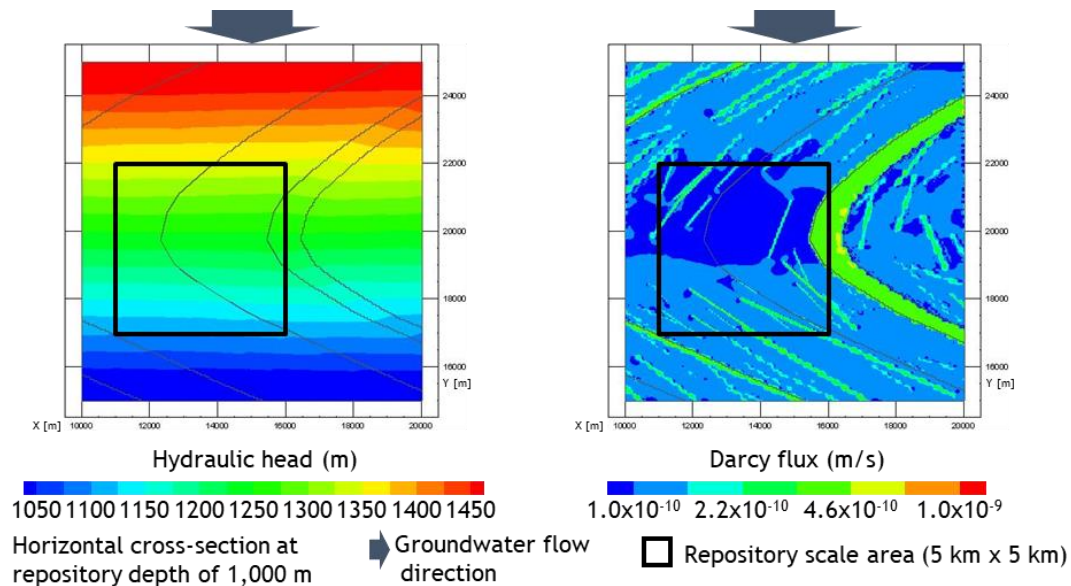 24000
22000
20000
18000
16000
Y [m]
X [m] 10000 12000 14000 16000 18000 20000
24000
22000
20000
18000
16000
Y [m]
X [m] 10000 12000 14000 16000 18000 20000
Hydraulic head (m)
1050 1100 1150 1200 1250 1300 1350 1400 1450
Darcy flux (m/s)
1.0x10⁻¹⁰ 2.2x10⁻¹⁰ 4.6x10⁻¹⁰ 1.0x10⁻⁹
Horizontal cross-section at
repository depth of 1,000 m
Groundwater flow
direction
Repository scale area (5 km x 5 km)